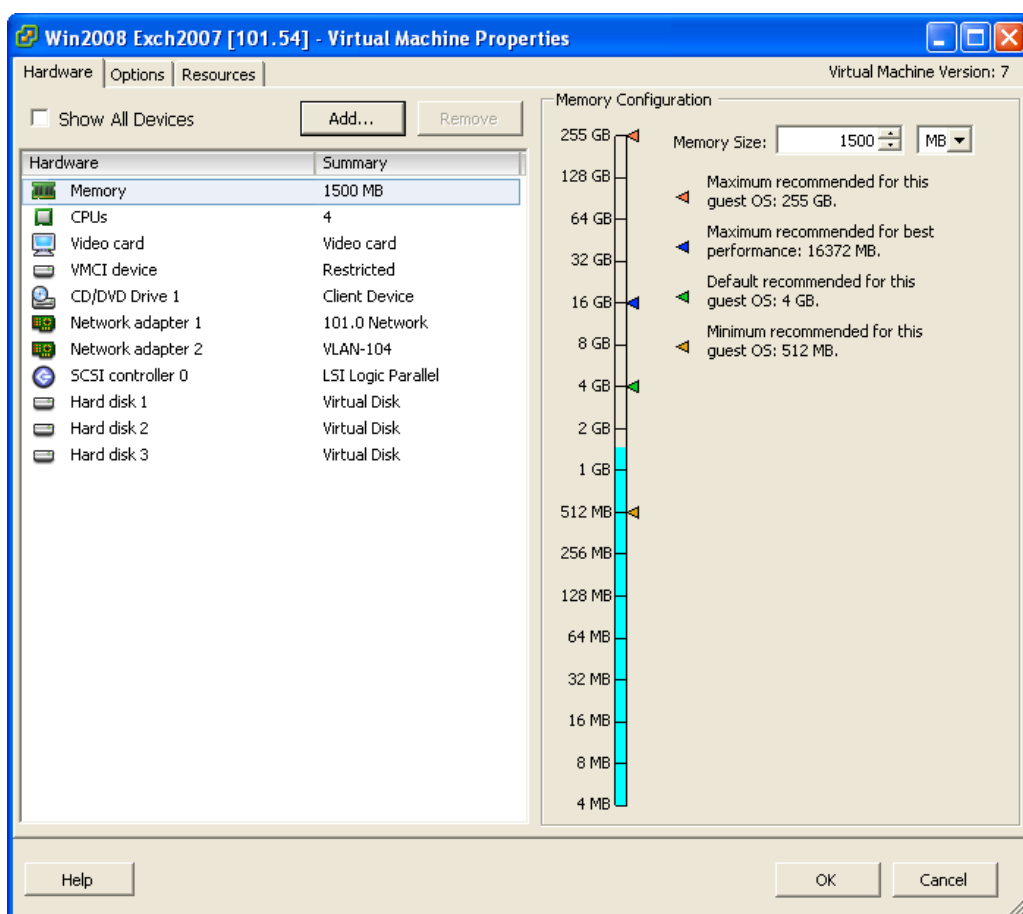 Win2008 Exch2007 [101.54] - Virtual Machine Properties
Hardware Options Resources
Virtual Machine Version: 7
Show All Devices
Add...
Remove
Hardware Summary
Memory 1500 MB
CPUs 4
Video card Video card
VMCI device Restricted
CD/DVD Drive 1 Client Device
Network adapter 1 101.0 Network
Network adapter 2 VLAN-104
SCSI controller 0 LSI Logic Parallel
Hard disk 1 Virtual Disk
Hard disk 2 Virtual Disk
Hard disk 3 Virtual Disk
Memory Configuration
255 GB
128 GB
64 GB
32 GB
16 GB
8 GB
4 GB
2 GB
1 GB
512 MB
256 MB
128 MB
64 MB
32 MB
16 MB
8 MB
4 MB
Memory Size: 1500 MB
Maximum recommended for this
guest OS: 255 GB.
Maximum recommended for best
performance: 16372 MB.
Default recommended for this
guest OS: 4 GB.
Minimum recommended for this
guest OS: 512 MB.
Help
OK
Cancel